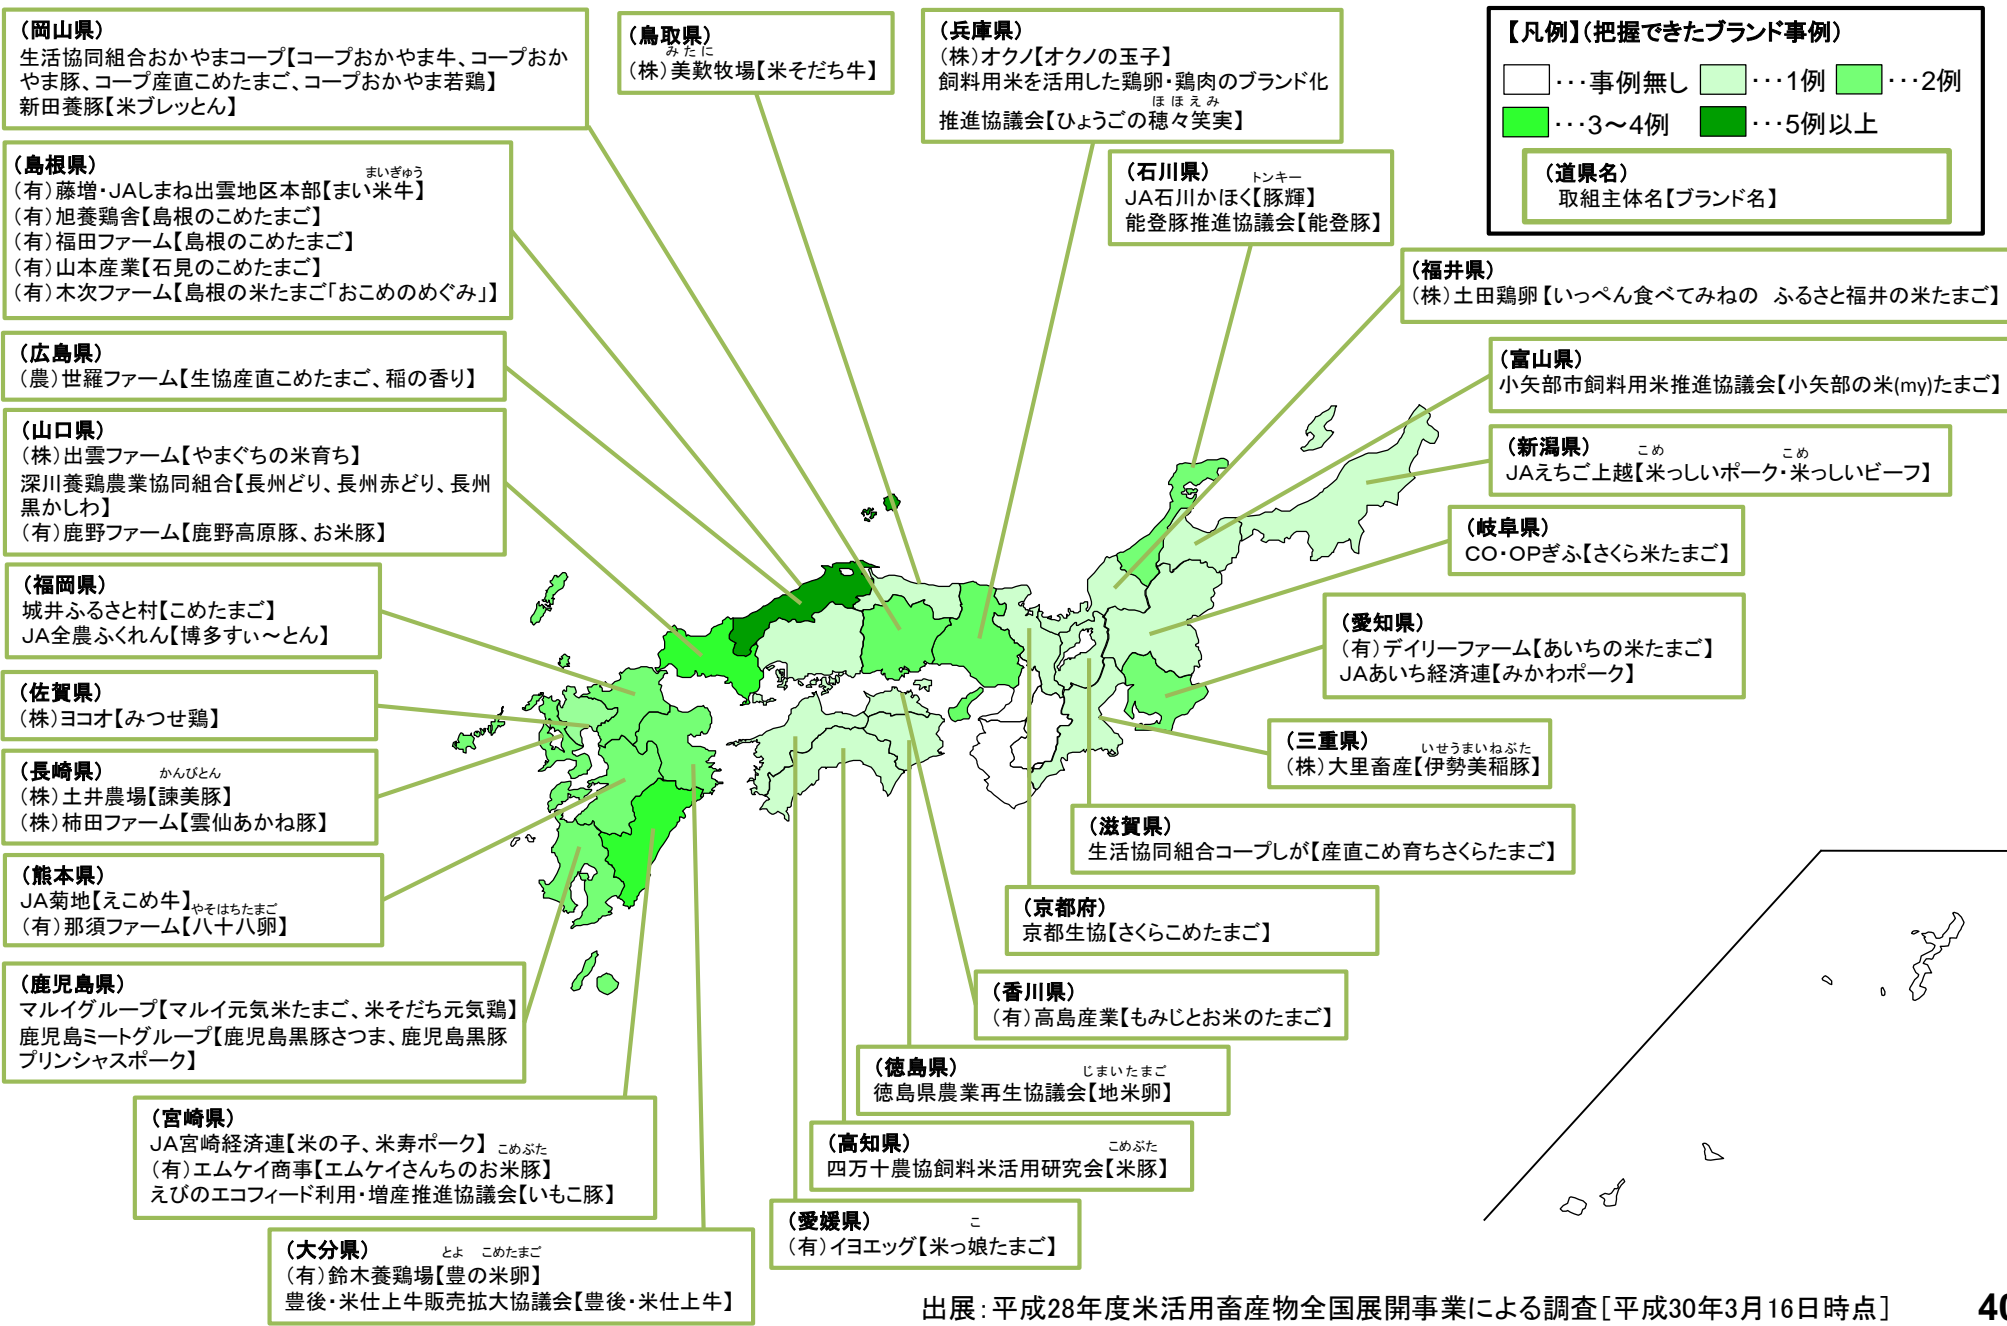 (岡山県)
生活協同組合おかやまコープ【コープおかやま牛、コープおか
やま豚、コープ産直こめたまご、コープおかやま若鶏】
新田養豚【米ブレッとん】
(鳥取県)
みたに
(株)美歎牧場【米そだち牛】
(兵庫県)
(株)オクノ【オクノの玉子】
飼料用米を活用した鶏卵・鶏肉のブランド化
ほほえみ
推進協議会【ひょうごの穂々笑実】
【凡例】(把握できたブランド事例)
…事例無し …1例 …2例
…3～4例 …5例以上
(道県名)
取組主体名【ブランド名】
(島根県)
まいぎゅう
(有)藤増・JAしまね出雲地区本部【まい米牛】
(有)旭養鶏舎【島根のこめたまご】
(有)福田ファーム【島根のこめたまご】
(有)山本産業【石見のこめたまご】
(有)木次ファーム【島根の米たまご「おこめのめぐみ」】
(石川県)
トンキー
JA石川かほく【豚輝】
能登豚推進協議会【能登豚】
(福井県)
(株)土田鶏卵【いっぺん食べてみねの ふるさと福井の米たまご】
(広島県)
(農)世羅ファーム【生協産直こめたまご、稲の香り】
(富山県)
小矢部市飼料用米推進協議会【小矢部の米(my)たまご】
(山口県)
(株)出雲ファーム【やまぐちの米育ち】
深川養鶏農業協同組合【長州どり、長州赤どり、長州
黒かしわ】
(有)鹿野ファーム【鹿野高原豚、お米豚】
(新潟県)
こめ こめ
JAえちご上越【米っしいポーク・米っしいビーフ】
(岐阜県)
CO・OPぎふ【さくら米たまご】
(福岡県)
城井ふるさと村【こめたまご】
JA全農ふくれん【博多すぃ～とん】
(愛知県)
(有)デイリーファーム【あいちの米たまご】
JAあいち経済連【みかわポーク】
(佐賀県)
(株)ヨコオ【みつせ鶏】
(三重県)
いせうまいねぶた
(株)大里畜産【伊勢美稲豚】
(長崎県)
かんびとん
(株)土井農場【諫美豚】
(株)柿田ファーム【雲仙あかね豚】
(滋賀県)
生活協同組合コープしが【産直こめ育ちさくらたまご】
(熊本県)
JA菊地【えこめ牛】
やそはちたまご
(有)那須ファーム【八十八卵】
(京都府)
京都生協【さくらこめたまご】
(鹿児島県)
マルイグループ【マルイ元気米たまご、米そだち元気鶏】
鹿児島ミートグループ【鹿児島黒豚さつま、鹿児島黒豚
プリンシャスポーク】
(香川県)
(有)高島産業【もみじとお米のたまご】
(徳島県)
じまいたまご
徳島県農業再生協議会【地米卵】
(宮崎県)
JA宮崎経済連【米の子、米寿ポーク】
こめぶた
(有)エムケイ商事【エムケイさんちのお米豚】
えびのエコフィード利用・増産推進協議会【いもこ豚】
(高知県)
こめぶた
四万十農協飼料米活用研究会【米豚】
(愛媛県)
こ
(有)イヨエッグ【米っ娘たまご】
(大分県)
とよ こめたまご
(有)鈴木養鶏場【豊の米卵】
豊後・米仕上牛販売拡大協議会【豊後・米仕上牛】
出展:平成28年度米活用畜産物全国展開事業による調査[平成30年3月16日時点]